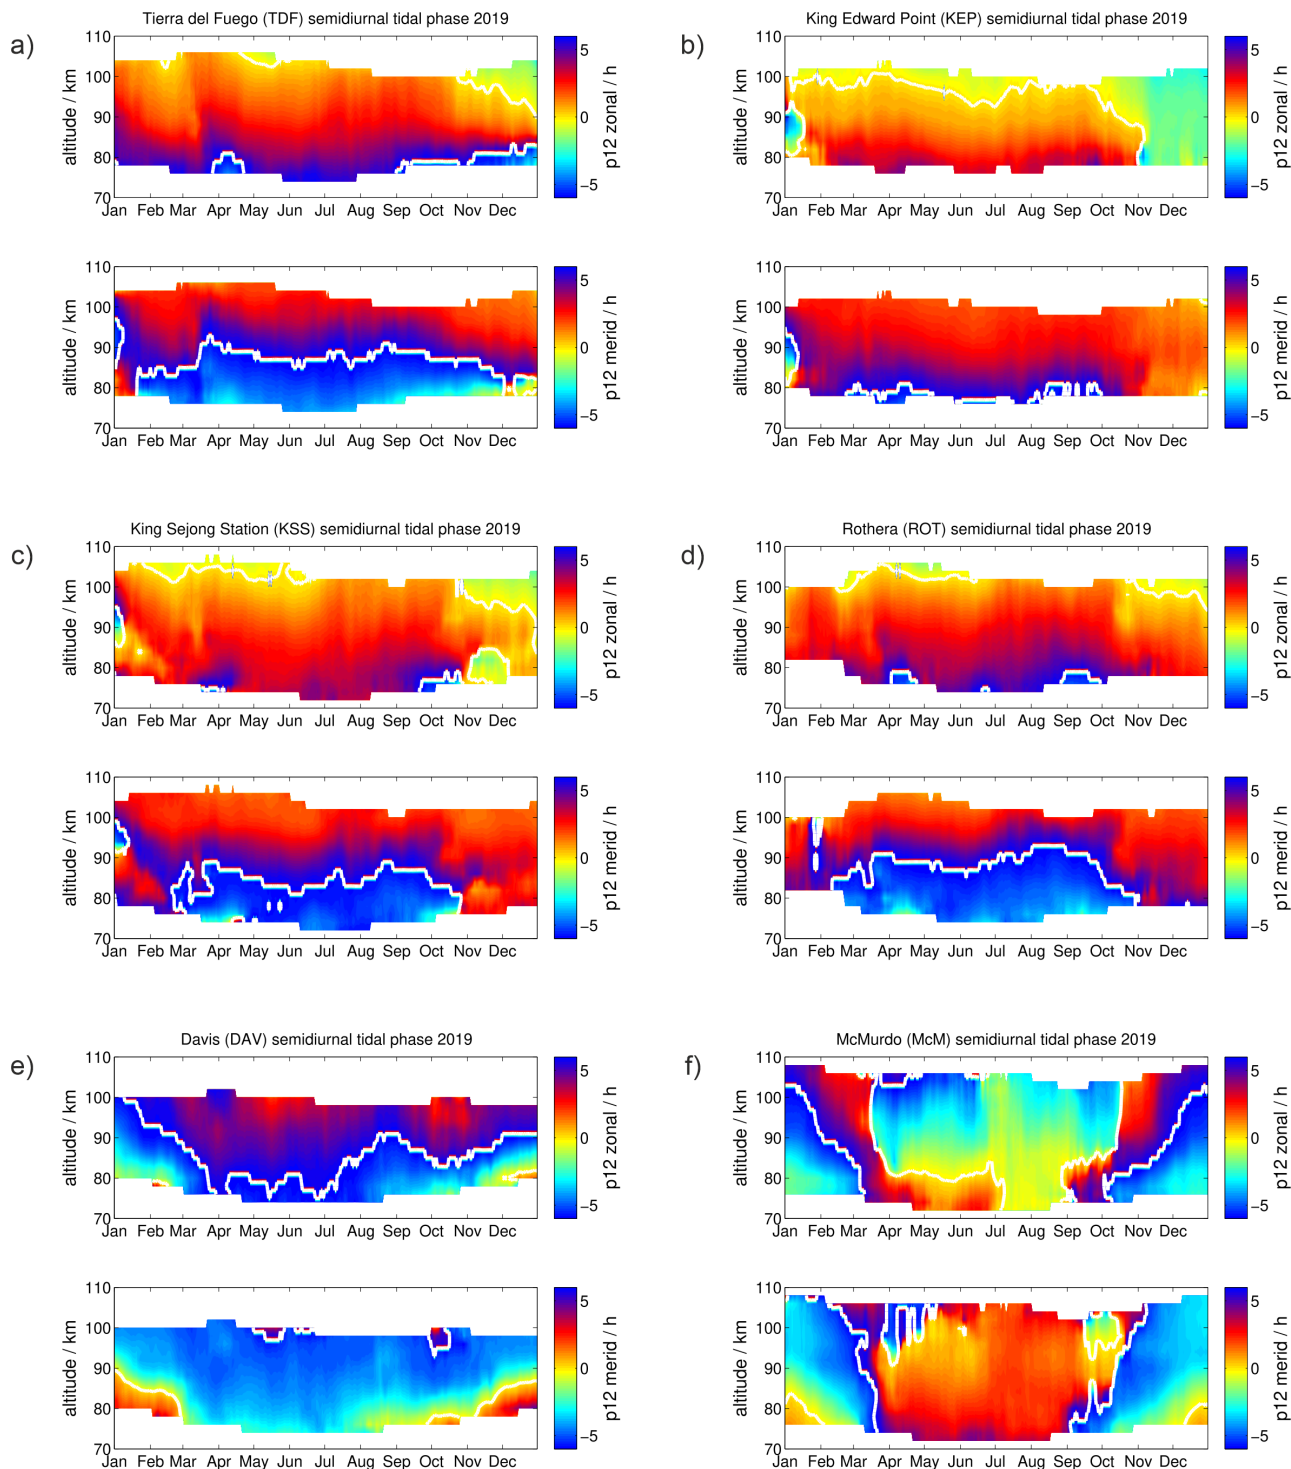 a)
Tierra del Fuego (TDF) semidiurnal tidal phase 2019
110
100
90
80
70
altitude / km
Jan Feb Mar Apr May Jun Jul Aug Sep Oct Nov Dec
5
0
−5
p12 zonal / h
110
100
90
80
70
altitude / km
Jan Feb Mar Apr May Jun Jul Aug Sep Oct Nov Dec
5
0
−5
p12 merid / h
b)
King Edward Point (KEP) semidiurnal tidal phase 2019
110
100
90
80
70
altitude / km
Jan Feb Mar Apr May Jun Jul Aug Sep Oct Nov Dec
5
0
−5
p12 zonal / h
110
100
90
80
70
altitude / km
Jan Feb Mar Apr May Jun Jul Aug Sep Oct Nov Dec
5
0
−5
p12 merid / h
c)
King Sejong Station (KSS) semidiurnal tidal phase 2019
110
100
90
80
70
altitude / km
Jan Feb Mar Apr May Jun Jul Aug Sep Oct Nov Dec
5
0
−5
p12 zonal / h
110
100
90
80
70
altitude / km
Jan Feb Mar Apr May Jun Jul Aug Sep Oct Nov Dec
5
0
−5
p12 merid / h
d)
Rothera (ROT) semidiurnal tidal phase 2019
110
100
90
80
70
altitude / km
Jan Feb Mar Apr May Jun Jul Aug Sep Oct Nov Dec
5
0
−5
p12 zonal / h
110
100
90
80
70
altitude / km
Jan Feb Mar Apr May Jun Jul Aug Sep Oct Nov Dec
5
0
−5
p12 merid / h
e)
Davis (DAV) semidiurnal tidal phase 2019
110
100
90
80
70
altitude / km
Jan Feb Mar Apr May Jun Jul Aug Sep Oct Nov Dec
5
0
−5
p12 zonal / h
110
100
90
80
70
altitude / km
Jan Feb Mar Apr May Jun Jul Aug Sep Oct Nov Dec
5
0
−5
p12 merid / h
f)
McMurdo (McM) semidiurnal tidal phase 2019
110
100
90
80
70
altitude / km
Jan Feb Mar Apr May Jun Jul Aug Sep Oct Nov Dec
5
0
−5
p12 zonal / h
110
100
90
80
70
altitude / km
Jan Feb Mar Apr May Jun Jul Aug Sep Oct Nov Dec
5
0
−5
p12 merid / h